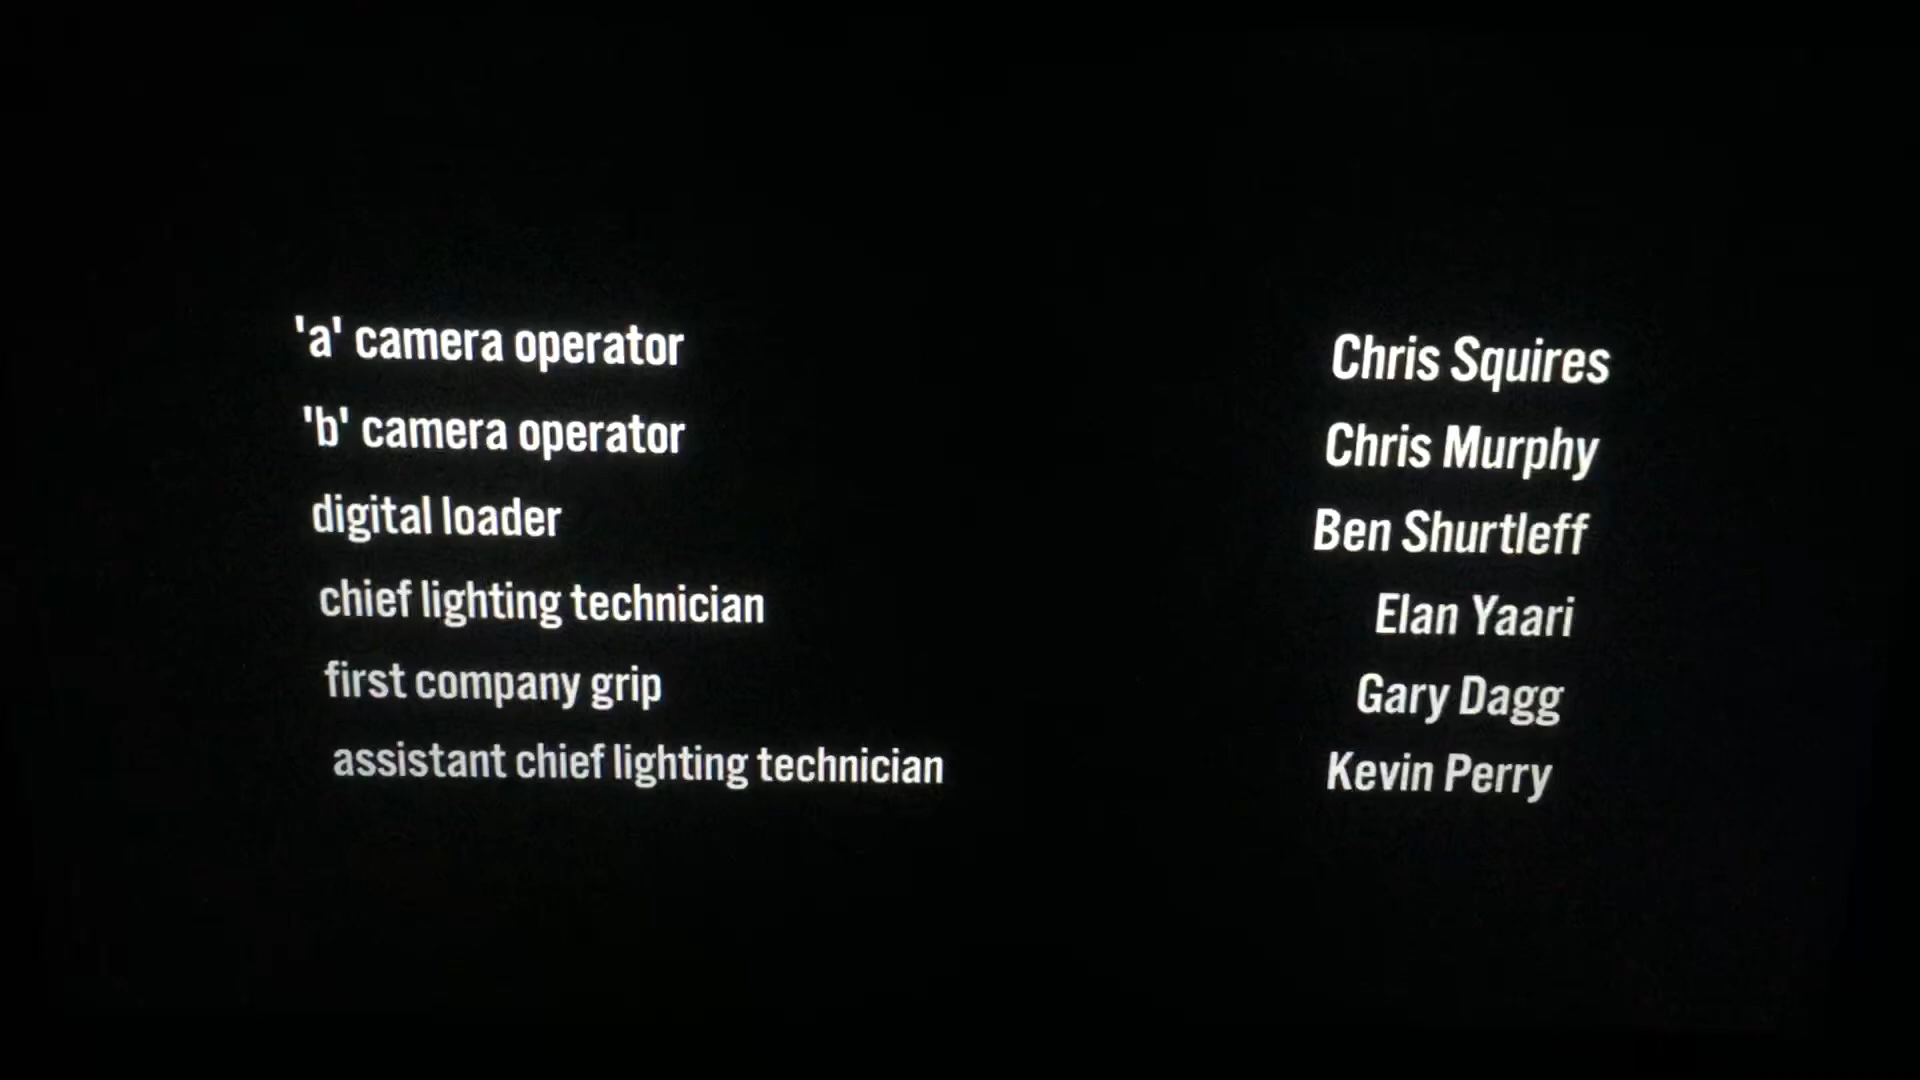 'a' camera operator Chris Squires
'b' camera operator Chris Murphy
digital loader Ben Shurtleff
chief lighting technician Elan Yaari
first company grip Gary Dagg
assistant chief lighting technician Kevin Perry